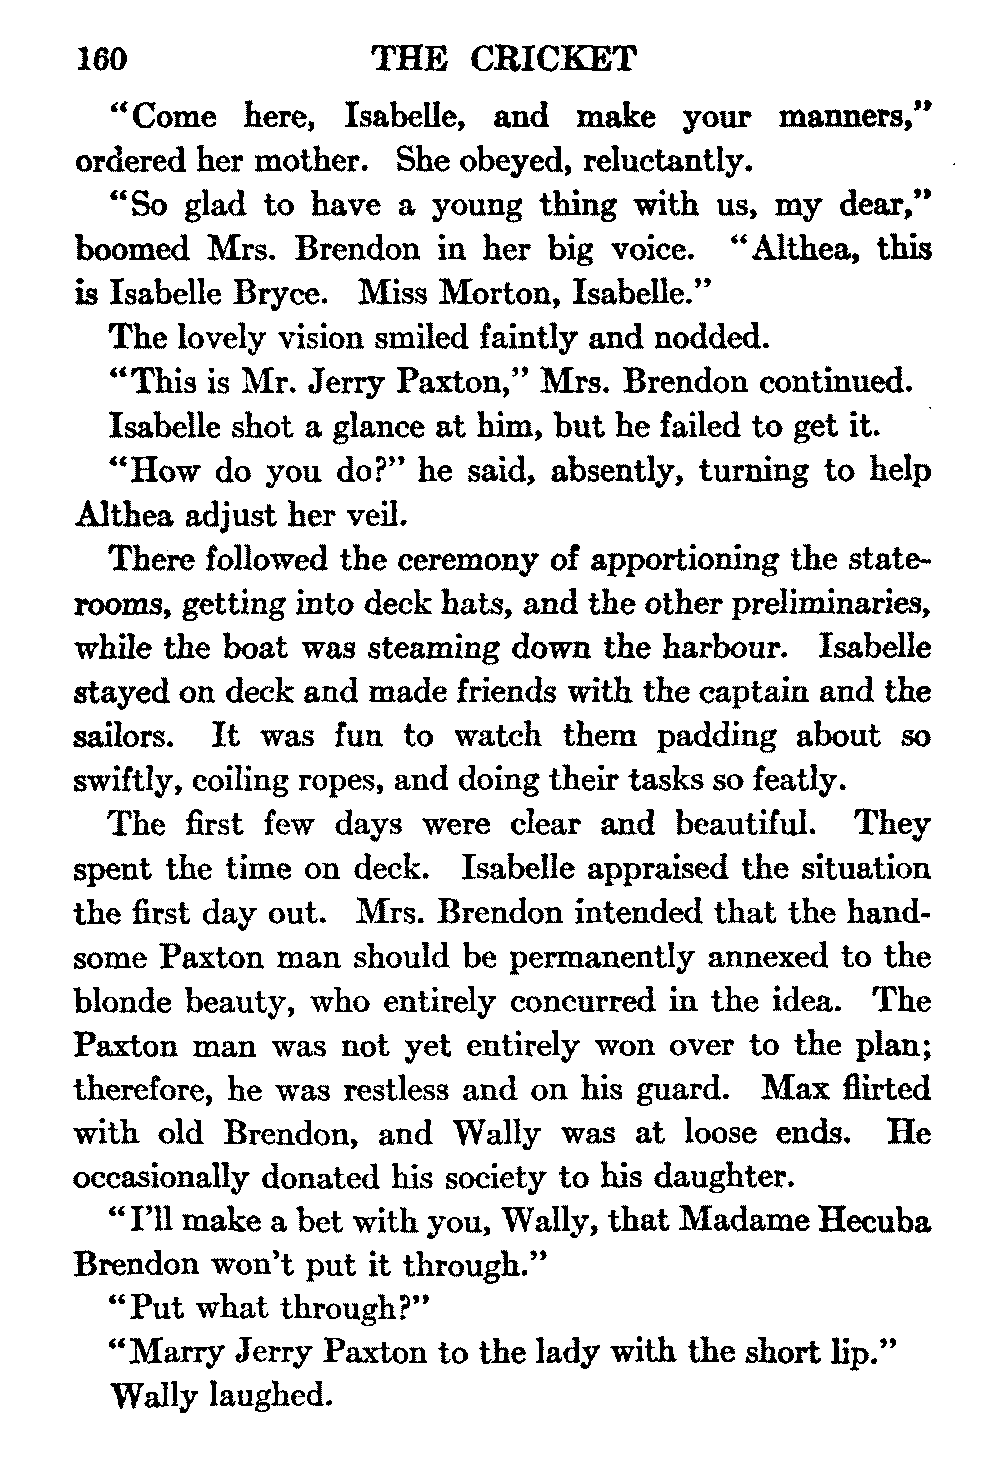 160 THE CRICKET
“Come here, Isabelle, and make your manners,”
ordered her mother. She obeyed, reluctantly.
“So glad to have a young thing with us, my dear,”
boomed Mrs. Brendon in her big voice. “Althea, this
is Isabelle Bryce. Miss Morton, Isabelle.”
The lovely vision smiled faintly and nodded.
“This is Mr. Jerry Paxton,” Mrs. Brendon continued.
Isabelle shot a glance at him, but he failed to get it.
“How do you do?” he said, absently, turning to help
Althea adjust her veil.
There followed the ceremony of apportioning the state-
rooms, getting into deck hats, and the other preliminaries,
while the boat was steaming down the harbour. Isabelle
stayed on deck and made friends with the captain and the
sailors. It was fun to watch them padding about so
swiftly, coiling ropes, and doing their tasks so featly.
The first few days were clear and beautiful. They
spent the time on deck. Isabelle appraised the situation
the first day out. Mrs. Brendon intended that the hand-
some Paxton man should be permanently annexed to the
blonde beauty, who entirely concurred in the idea. The
Paxton man was not yet entirely won over to the plan;
therefore, he was restless and on his guard. Max flirted
with old Brendon, and Wally was at loose ends. He
occasionally donated his society to his daughter.
“I’ll make a bet with you, Wally, that Madame Hecuba
Brendon won’t put it through.”
“Put what through?”
“Marry Jerry Paxton to the lady with the short lip.”
Wally laughed.